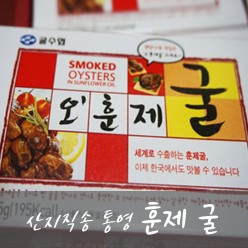 굴수협
SMOKED
OYSTERS
IN SUNFLOWER OIL
오!훈제
굴
세계로 수출하는 훈제굴,
이제 한국에서도 맛볼 수 있습니다
5g(195Kcal)
산지직송 통영 훈제 굴